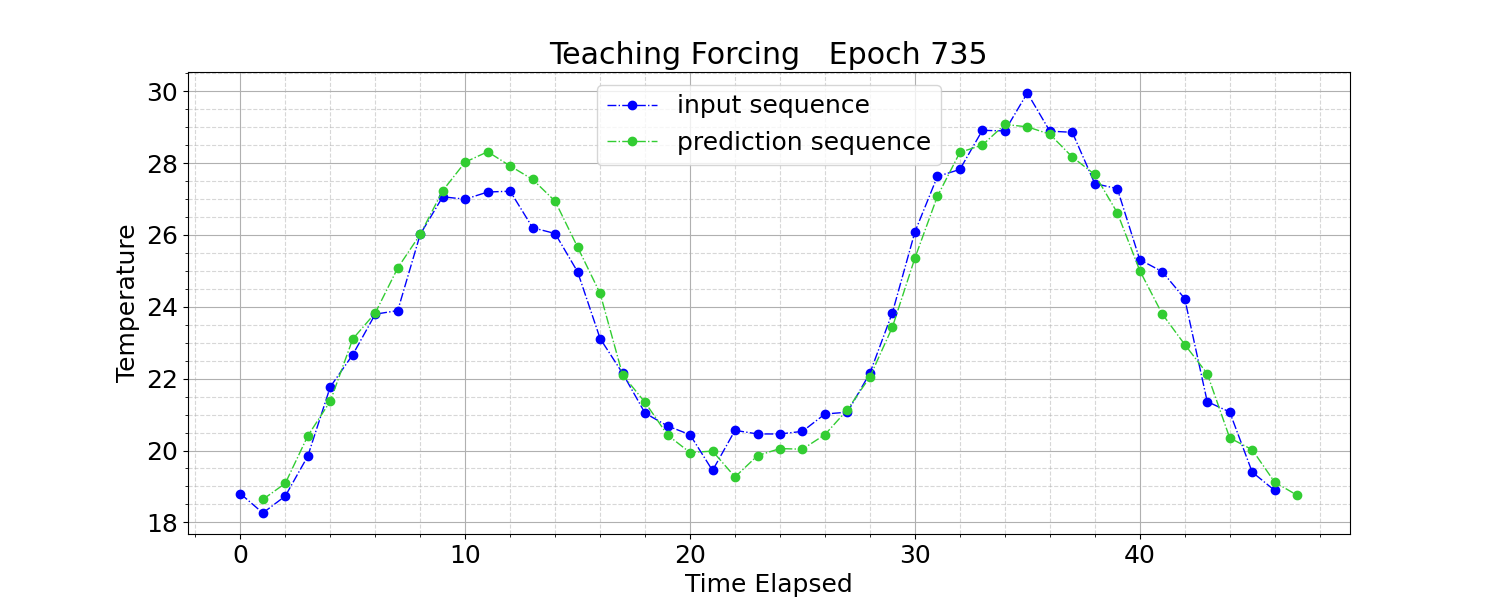 Teaching Forcing   Epoch 735
input sequence
prediction sequence
Temperature
30
28
26
24
22
20
18
0 10 20 30 40
Time Elapsed